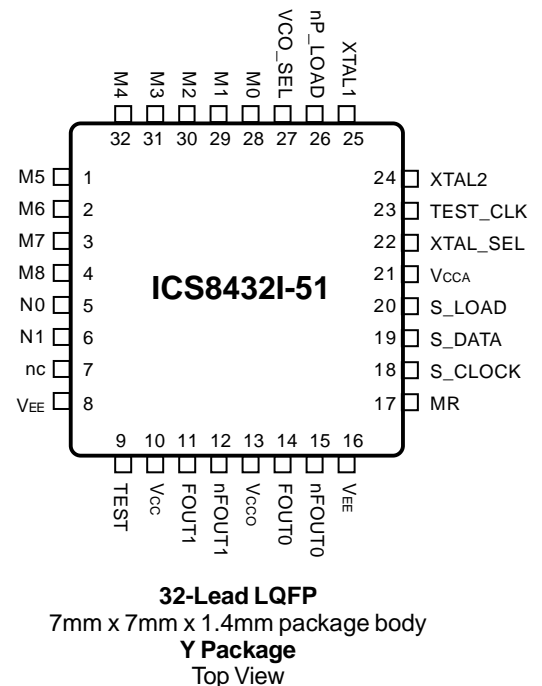 M4 M3 M2 M1 M0 VCO_SEL nP_LOAD XTAL1
32 31 30 29 28 27 26 25
M5 1
M6 2
M7 3
M8 4
N0 5
N1 6
nc 7
VEE 8
ICS8432I-51
24 XTAL2
23 TEST_CLK
22 XTAL_SEL
21 VCCA
20 S_LOAD
19 S_DATA
18 S_CLOCK
17 MR
9 10 11 12 13 14 15 16
TEST VCC FOUT1 nFOUT1 VCCO FOUT0 nFOUT0 VEE
32-Lead LQFP
7mm x 7mm x 1.4mm package body
Y Package
Top View